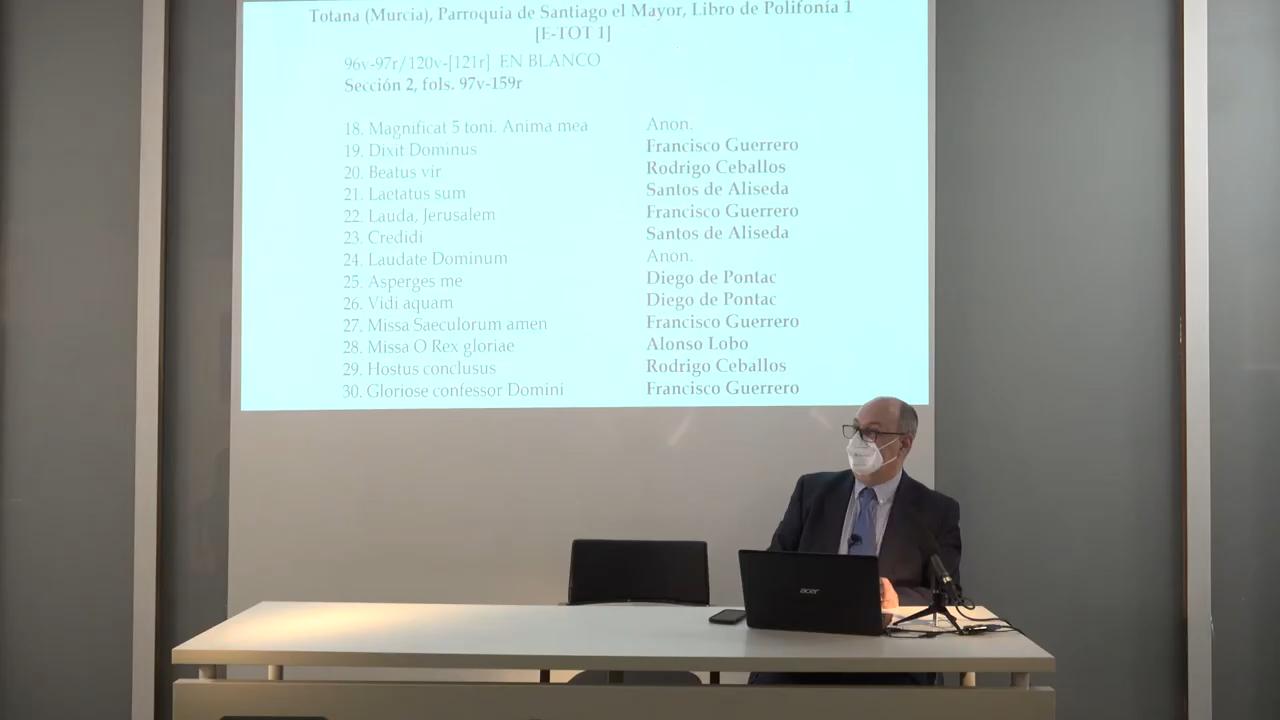 Totana (Murcia), Parroquia de Santiago el Mayor, Libro de Polifonía 1
[E-TOT 1]
96v-97r/120v-[121r] EN BLANCO
Sección 2, fols. 97v-159r
18. Magnificat 5 toni. Anima mea Anon.
19. Dixit Dominus Francisco Guerrero
20. Beatus vir Rodrigo Ceballos
21. Laetatus sum Santos de Aliseda
22. Lauda, Jerusalem Francisco Guerrero
23. Credidi Santos de Aliseda
24. Laudate Dominum Anon.
25. Asperges me Diego de Pontac
26. Vidi aquam Diego de Pontac
27. Missa Saeculorum amen Francisco Guerrero
28. Missa O Rex gloriae Alonso Lobo
29. Hostus conclusus Rodrigo Ceballos
30. Gloriose confessor Domini Francisco Guerrero
acer